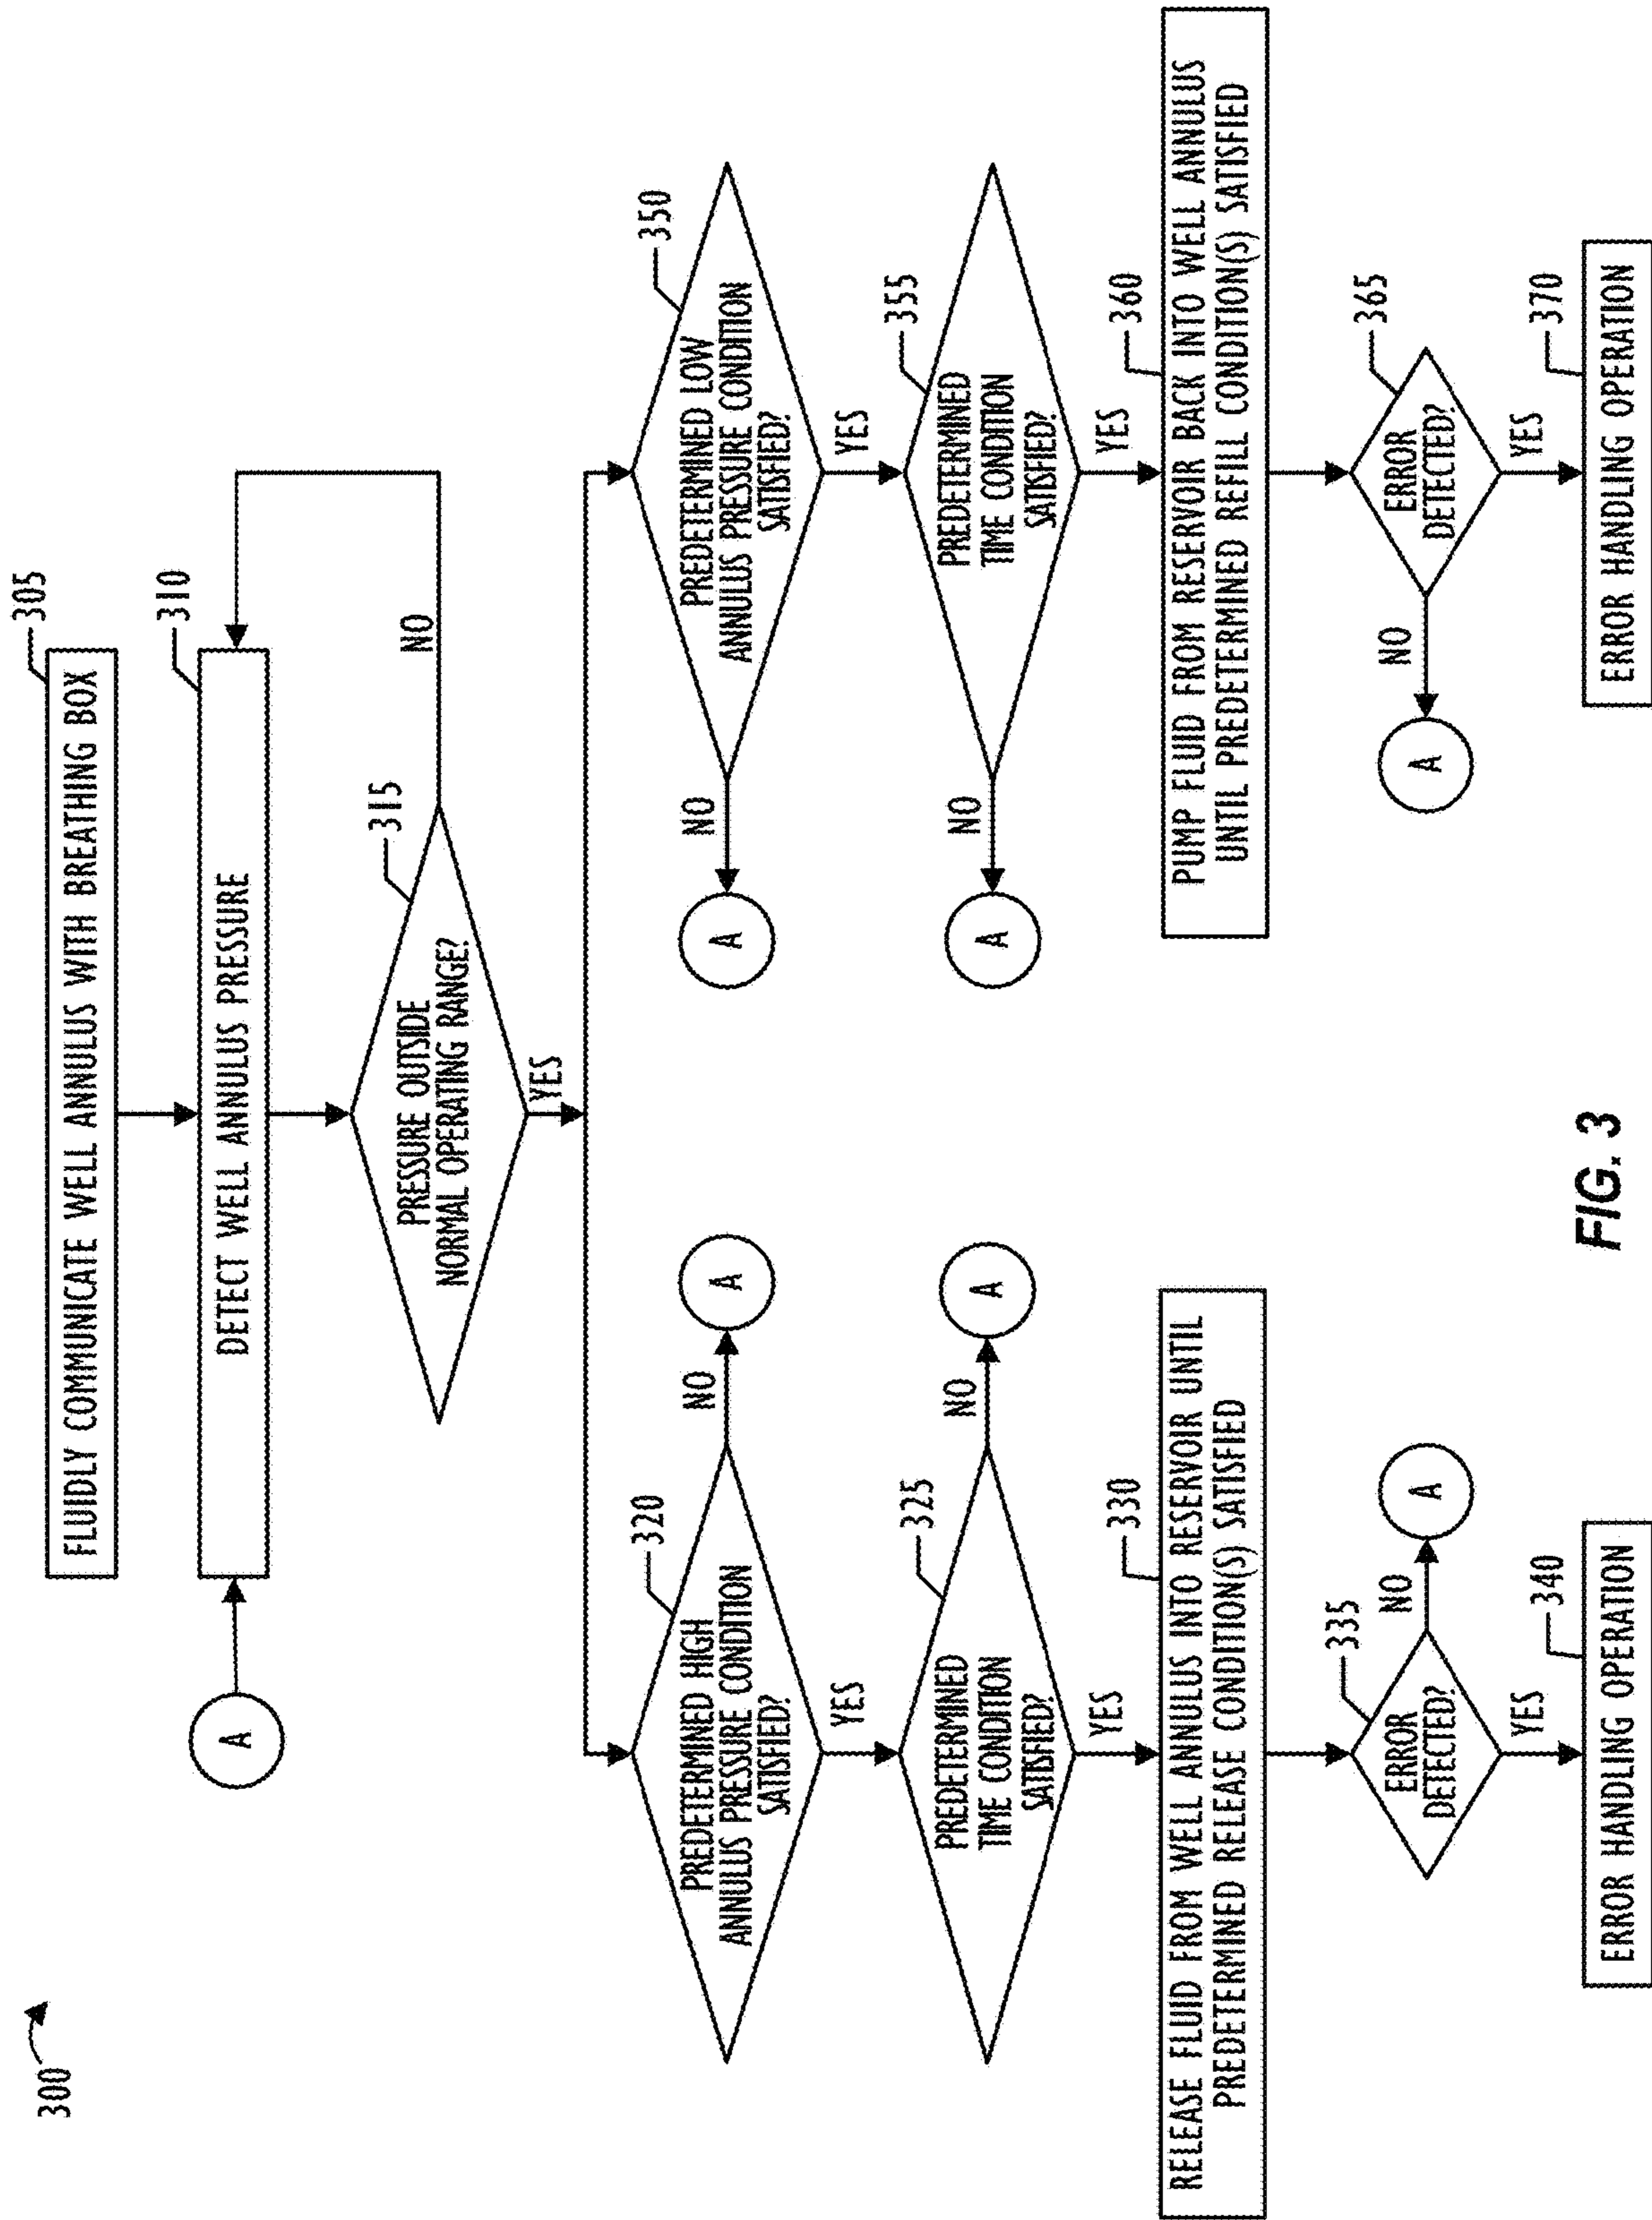 300
FLUIDLY COMMUNICATE WELL ANNULUS WITH BREATHING BOX
305
A
DETECT WELL ANNULUS PRESSURE
310
PRESSURE OUTSIDE
NORMAL OPERATING RANGE?
315
NO
YES
PREDETERMINED HIGH
ANNULUS PRESSURE CONDITION
SATISFIED?
320
NO
A
YES
PREDETERMINED
TIME CONDITION
SATISFIED?
325
NO
A
YES
RELEASE FLUID FROM WELL ANNULUS INTO RESERVOIR UNTIL
PREDETERMINED RELEASE CONDITION(S) SATISFIED
330
ERROR
DETECTED?
335
NO
A
YES
ERROR HANDLING OPERATION
340
A
NO
PREDETERMINED LOW
ANNULUS PRESSURE CONDITION
SATISFIED?
350
YES
A
NO
PREDETERMINED
TIME CONDITION
SATISFIED?
355
YES
PUMP FLUID FROM RESERVOIR BACK INTO WELL ANNULUS
UNTIL PREDETERMINED REFILL CONDITION(S) SATISFIED
360
A
NO
ERROR
DETECTED?
365
YES
ERROR HANDLING OPERATION
370
FIG. 3